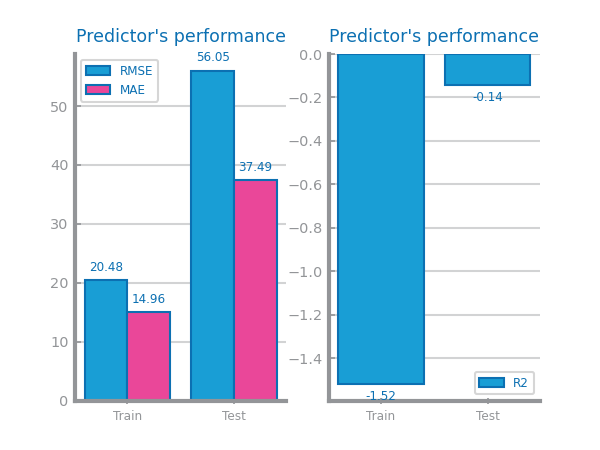 Predictor's performance
56.05
RMSE
MAE
50
40
37.49
30
20.48
20
14.96
10
0
Train
Test
Predictor's performance
0.0
-0.14
−0.2
−0.4
−0.6
−0.8
−1.0
−1.2
−1.4
R2
-1.52
Train
Test